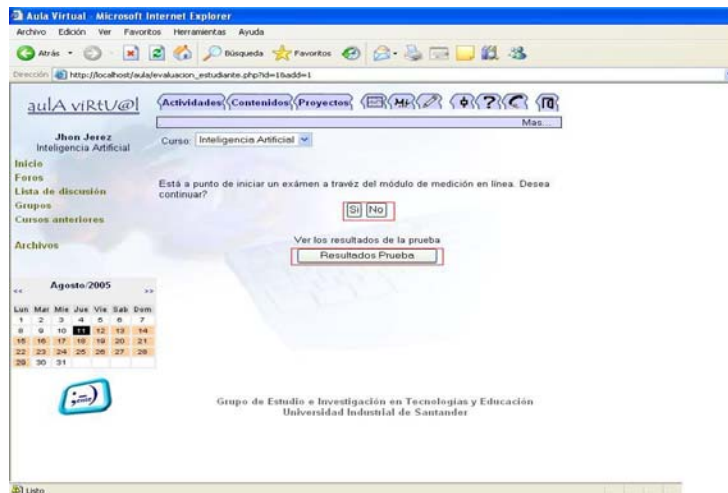 Aula Virtual - Microsoft Internet Explorer
Archivo Edición Ver Favoritos Herramientas Ayuda
Atrás Búsqueda Favoritos
Dirección http://localhost/aula/evaluacion_estudiante.php?id=1&add=1
aulA viRtU@l
Actividades Contenidos Proyectos
Mas...
Jhon Jerez
Inteligencia Artificial
Curso: Inteligencia Artificial
Inicio
Foros
Lista de discusión
Grupos
Cursos anteriores
Archivos
Está a punto de iniciar un exámen a travéz del módulo de medición en línea. Desea
continuar?
Si No
Ver los resultados de la prueba
Resultados Prueba
<< Agosto/2005 >>
Lun Mar Mie Jue Vie Sab Dom
1 2 3 4 5 6 7
8 9 10 11 12 13 14
15 16 17 18 19 20 21
22 23 24 25 26 27 28
29 30 31
Grupo de Estudio e Investigación en Tecnologías y Educación
Universidad Industrial de Santander
Listo